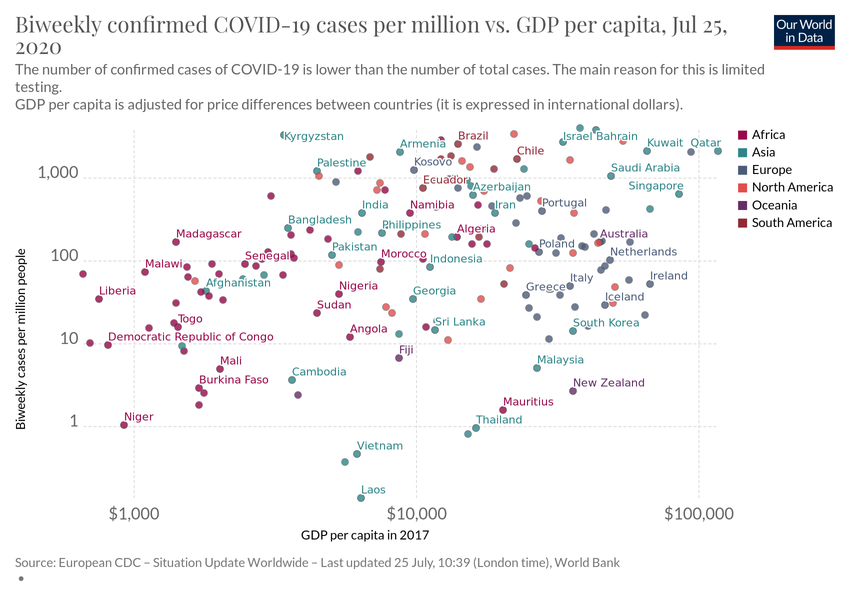 Biweekly confirmed COVID-19 cases per million vs. GDP per capita, Jul 25,
2020
Our World
in Data
The number of confirmed cases of COVID-19 is lower than the number of total cases. The main reason for this is limited
testing.
GDP per capita is adjusted for price differences between countries (it is expressed in international dollars).
Africa
Asia
Europe
North America
Oceania
South America
Biweekly cases per million people
1,000
100
10
1
Kyrgyzstan
Armenia
Brazil
Israel
Bahrain
Kuwait
Qatar
Palestine
Kosovo
Chile
Saudi Arabia
Ecuador
Azerbaijan
Singapore
India
Namibia
Iran
Portugal
Bangladesh
Philippines
Algeria
Australia
Madagascar
Pakistan
Poland
Netherlands
Malawi
Senegal
Morocco
Indonesia
Afghanistan
Italy
Ireland
Liberia
Nigeria
Georgia
Greece
Iceland
Sudan
Togo
Angola
Sri Lanka
South Korea
Democratic Republic of Congo
Fiji
Mali
Malaysia
Burkina Faso
Cambodia
New Zealand
Niger
Mauritius
Thailand
Vietnam
Laos
$1,000
$10,000
$100,000
GDP per capita in 2017
Source: European CDC – Situation Update Worldwide – Last updated 25 July, 10:39 (London time), World Bank